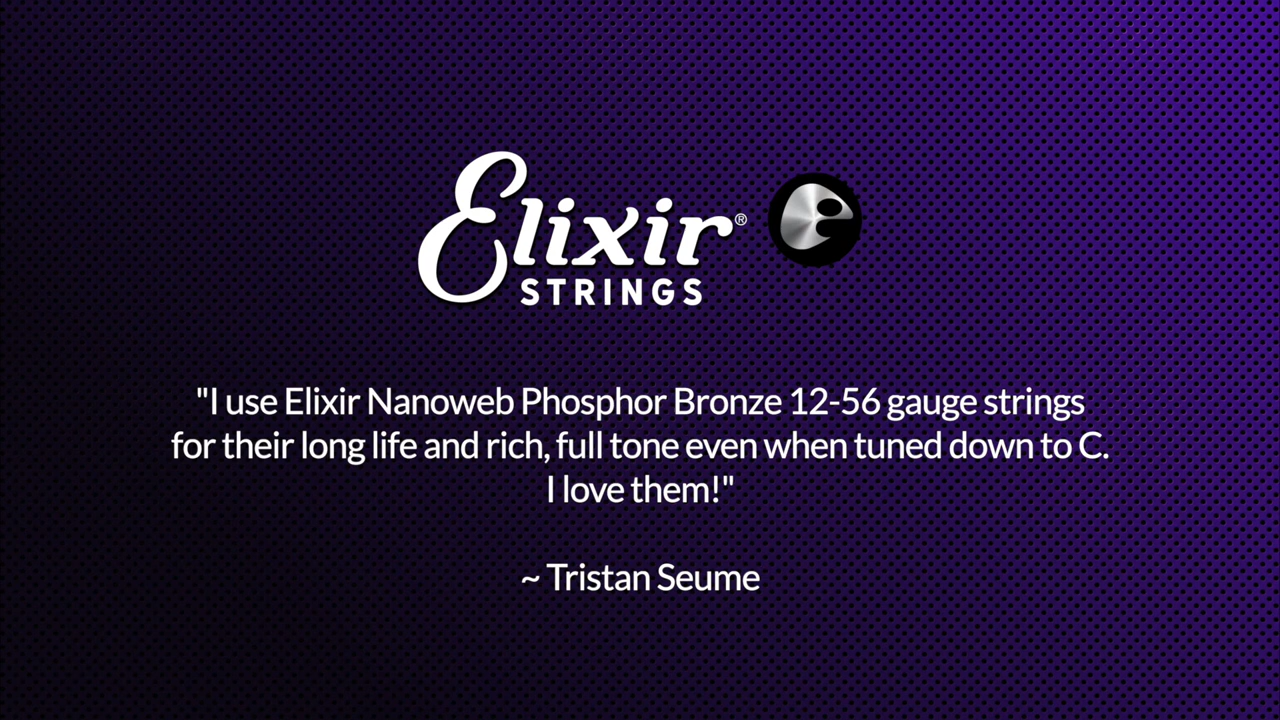 Elixir®
STRINGS
"I use Elixir Nanoweb Phosphor Bronze 12-56 gauge strings
for their long life and rich, full tone even when tuned down to C.
I love them!"
~ Tristan Seume